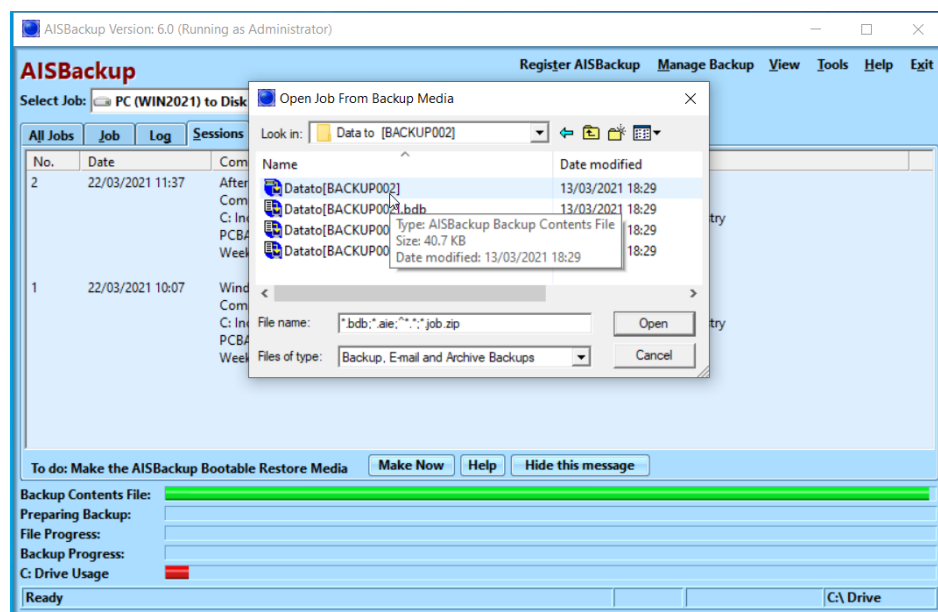 AISBackup Version: 6.0 (Running as Administrator)
AISBackup
Register AISBackup Manage Backup View Tools Help Exit
Select Job: PC (WIN2021) to Disk
All Jobs Job Log Sessions
No. Date Com
2 22/03/2021 11:37 After
Com
C: Inc
PCBA
Week
try
1 22/03/2021 10:07 Wind
Com
C: Inc
PCBA
Week
try
Open Job From Backup Media
Look in: Data to [BACKUP002]
Name Date modified
Datato[BACKUP002] 13/03/2021 18:29
Datato[BACKUP002].bdb 13/03/2021 18:29
Datato[BACKUP00 18:29
Datato[BACKUP00 18:29
Type: AISBackup Backup Contents File
Size: 40.7 KB
Date modified: 13/03/2021 18:29
File name: *.bdb;*.aie;^*.*;*.job.zip Open
Files of type: Backup, E-mail and Archive Backups Cancel
To do: Make the AISBackup Bootable Restore Media Make Now Help Hide this message
Backup Contents File:
Preparing Backup:
File Progress:
Backup Progress:
C: Drive Usage
Ready C:\ Drive